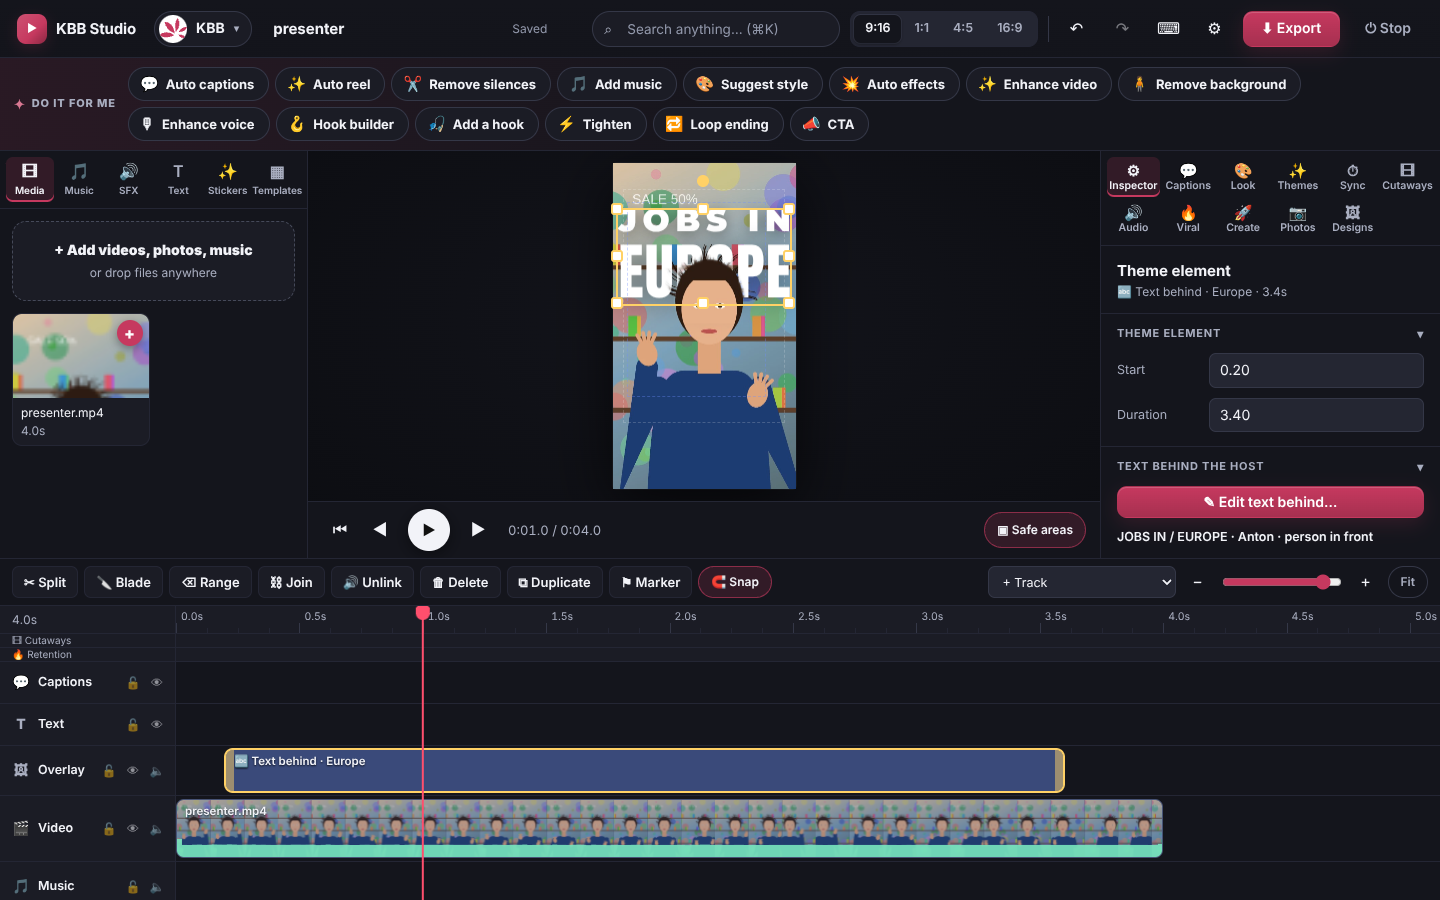 KBB Studio
KBB
presenter
Saved
Search anything... (⌘K)
9:16
1:1
4:5
16:9
Export
Stop
DO IT FOR ME
Auto captions
Auto reel
Remove silences
Add music
Suggest style
Auto effects
Enhance video
Remove background
Enhance voice
Hook builder
Add a hook
Tighten
Loop ending
CTA
Media
Music
SFX
Text
Stickers
Templates
+ Add videos, photos, music
or drop files anywhere
presenter.mp4
4.0s
SALE 50%
JOBS IN
EUROPE
0:01.0 / 0:04.0
Safe areas
Inspector
Captions
Look
Themes
Sync
Cutaways
Audio
Viral
Create
Photos
Designs
Theme element
Text behind · Europe · 3.4s
THEME ELEMENT
Start
0.20
Duration
3.40
TEXT BEHIND THE HOST
Edit text behind...
JOBS IN / EUROPE · Anton · person in front
Split
Blade
Range
Join
Unlink
Delete
Duplicate
Marker
Snap
+ Track
Fit
4.0s
0.0s
0.5s
1.0s
1.5s
2.0s
2.5s
3.0s
3.5s
4.0s
4.5s
5.0s
Cutaways
Retention
Captions
Text
Overlay
Text behind · Europe
Video
presenter.mp4
Music